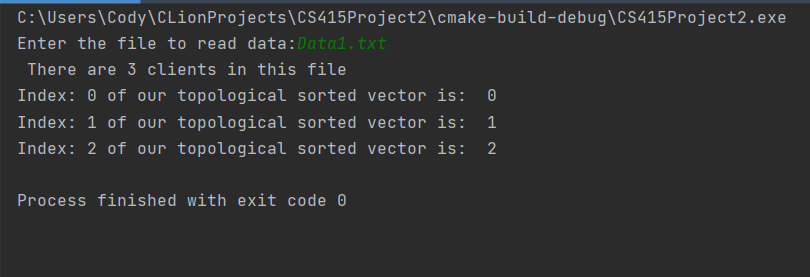 C:\Users\Cody\CLionProjects\CS415Project2\cmake-build-debug\CS415Project2.exe
Enter the file to read data:Data1.txt
 There are 3 clients in this file
Index: 0 of our topological sorted vector is:  0
Index: 1 of our topological sorted vector is:  1
Index: 2 of our topological sorted vector is:  2
Process finished with exit code 0